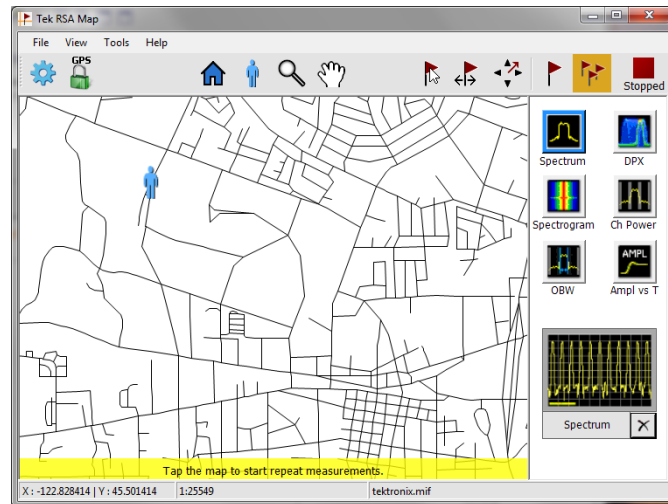 Tek RSA Map
File View Tools Help
GPS
Stopped
Spectrum DPX
Spectrogram Ch Power
AMPL
OBW Ampl vs T
Spectrum
Tap the map to start repeat measurements.
X : -122.828414 | Y : 45.501414 1:25549 tektronix.mif